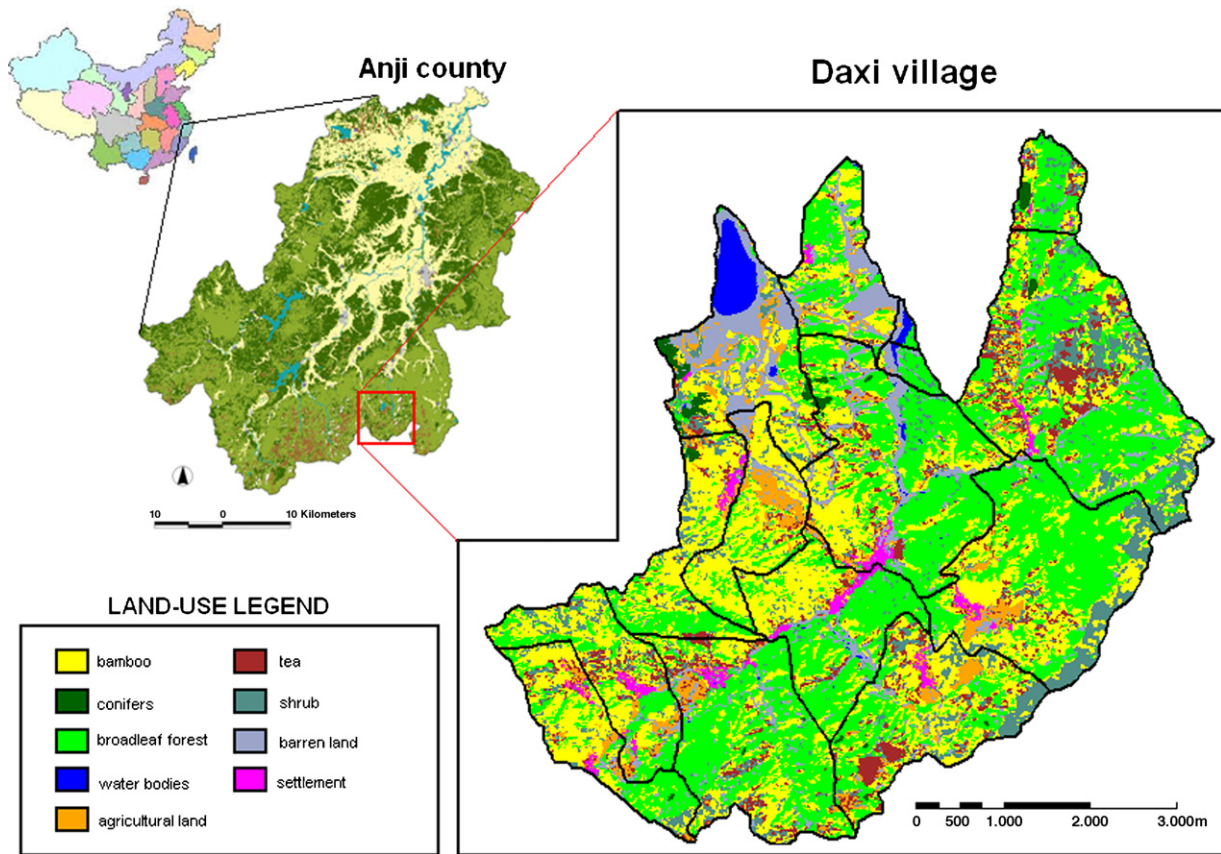 Anji county
Daxi village
10 0 10 Kilometers
LAND-USE LEGEND
bamboo
tea
conifers
shrub
broadleaf forest
barren land
water bodies
settlement
agricultural land
0 500 1.000 2.000 3.000m